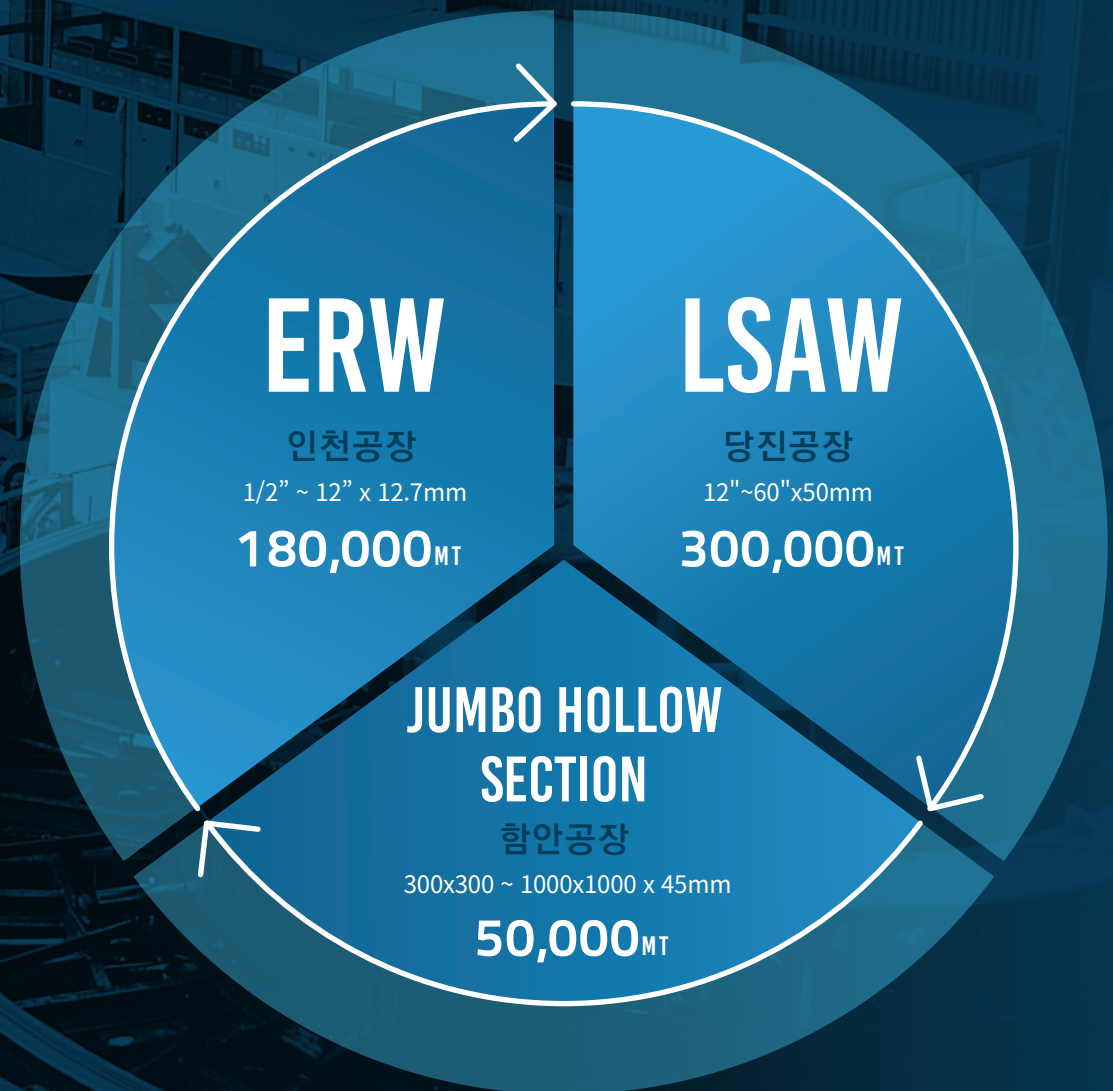 ERW
인천공장
1/2” ~ 12” x 12.7mm
180,000MT
LSAW
당진공장
12"~60"x50mm
300,000MT
JUMBO HOLLOW
SECTION
함안공장
300x300 ~ 1000x1000 x 45mm
50,000MT